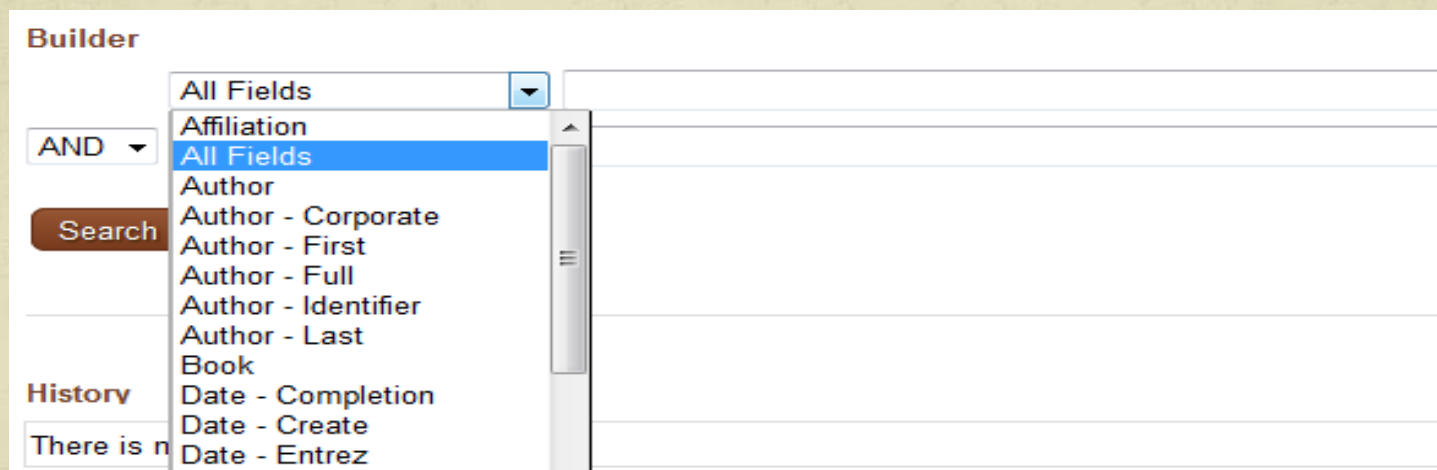 Builder
All Fields
Affiliation
AND
All Fields
Author
Author - Corporate
Search
Author - First
Author - Full
Author - Identifier
Author - Last
Book
History
Date - Completion
Date - Create
There is n
Date - Entrez